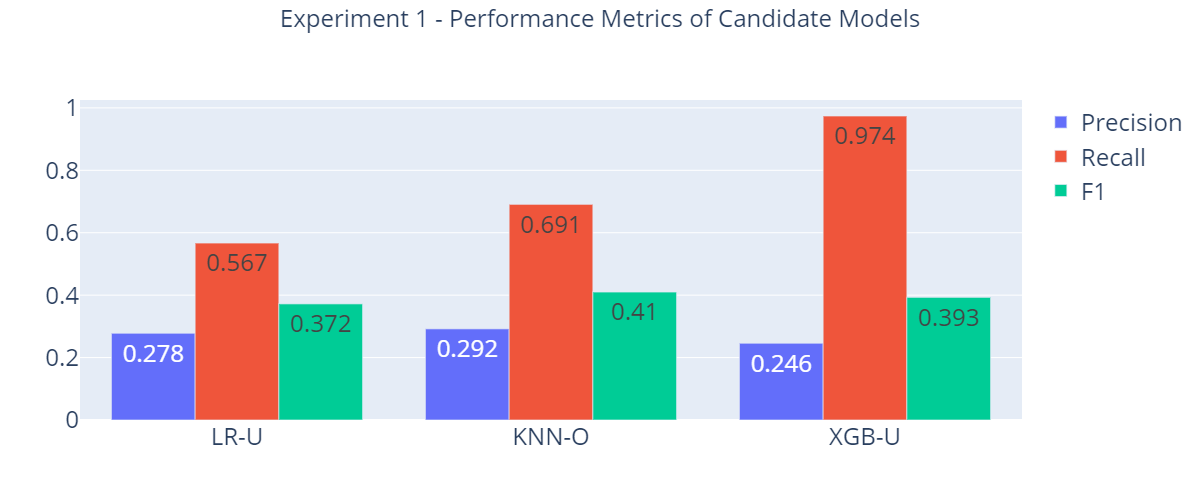 Experiment 1 - Performance Metrics of Candidate Models
1
0.8
0.6
0.4
0.2
0
0.278
0.567
0.372
0.292
0.691
0.41
0.246
0.974
0.393
LR-U
KNN-O
XGB-U
Precision
Recall
F1